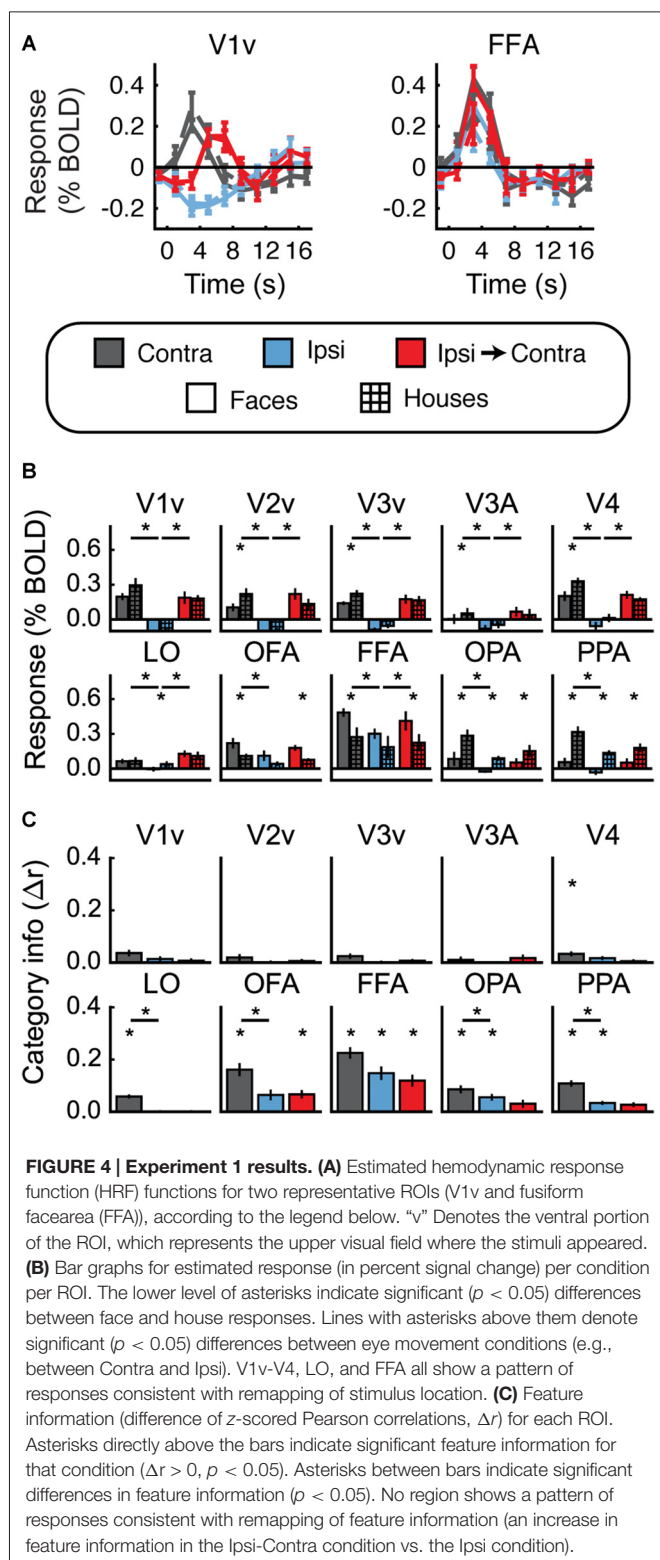 A
V1v
FFA
Response
(% BOLD)
0.4
0.2
0
-0.2
0.4
0.2
0
-0.2
0 4 8 12 16
0 4 8 12 16
Time (s)
Time (s)
Contra
Ipsi
Ipsi → Contra
Faces
Houses
B
V1v V2v V3v V3A V4
* * * * * * * * * *
* * * *
Response (% BOLD)
0.6
0.3
0.0
LO OFA FFA OPA PPA
* * * * * * *
* * * * * * * * * *
0.6
0.3
0.0
C
V1v V2v V3v V3A V4
Category info (Δr)
0.4
0.2
0.0
*
LO OFA FFA OPA PPA
* * * *
* * * * * * * * * *
0.4
0.2
0.0
FIGURE 4 | Experiment 1 results. (A) Estimated hemodynamic response
function (HRF) functions for two representative ROIs (V1v and fusiform
facearea (FFA)), according to the legend below. “v” Denotes the ventral portion
of the ROI, which represents the upper visual field where the stimuli appeared.
(B) Bar graphs for estimated response (in percent signal change) per condition
per ROI. The lower level of asterisks indicate significant (p < 0.05) differences
between face and house responses. Lines with asterisks above them denote
significant (p < 0.05) differences between eye movement conditions (e.g.,
between Contra and Ipsi). V1v-V4, LO, and FFA all show a pattern of
responses consistent with remapping of stimulus location. (C) Feature
information (difference of z-scored Pearson correlations, Δr) for each ROI.
Asterisks directly above the bars indicate significant feature information for
that condition (Δr > 0, p < 0.05). Asterisks between bars indicate significant
differences in feature information (p < 0.05). No region shows a pattern of
responses consistent with remapping of feature information (an increase in
feature information in the Ipsi-Contra condition vs. the Ipsi condition).